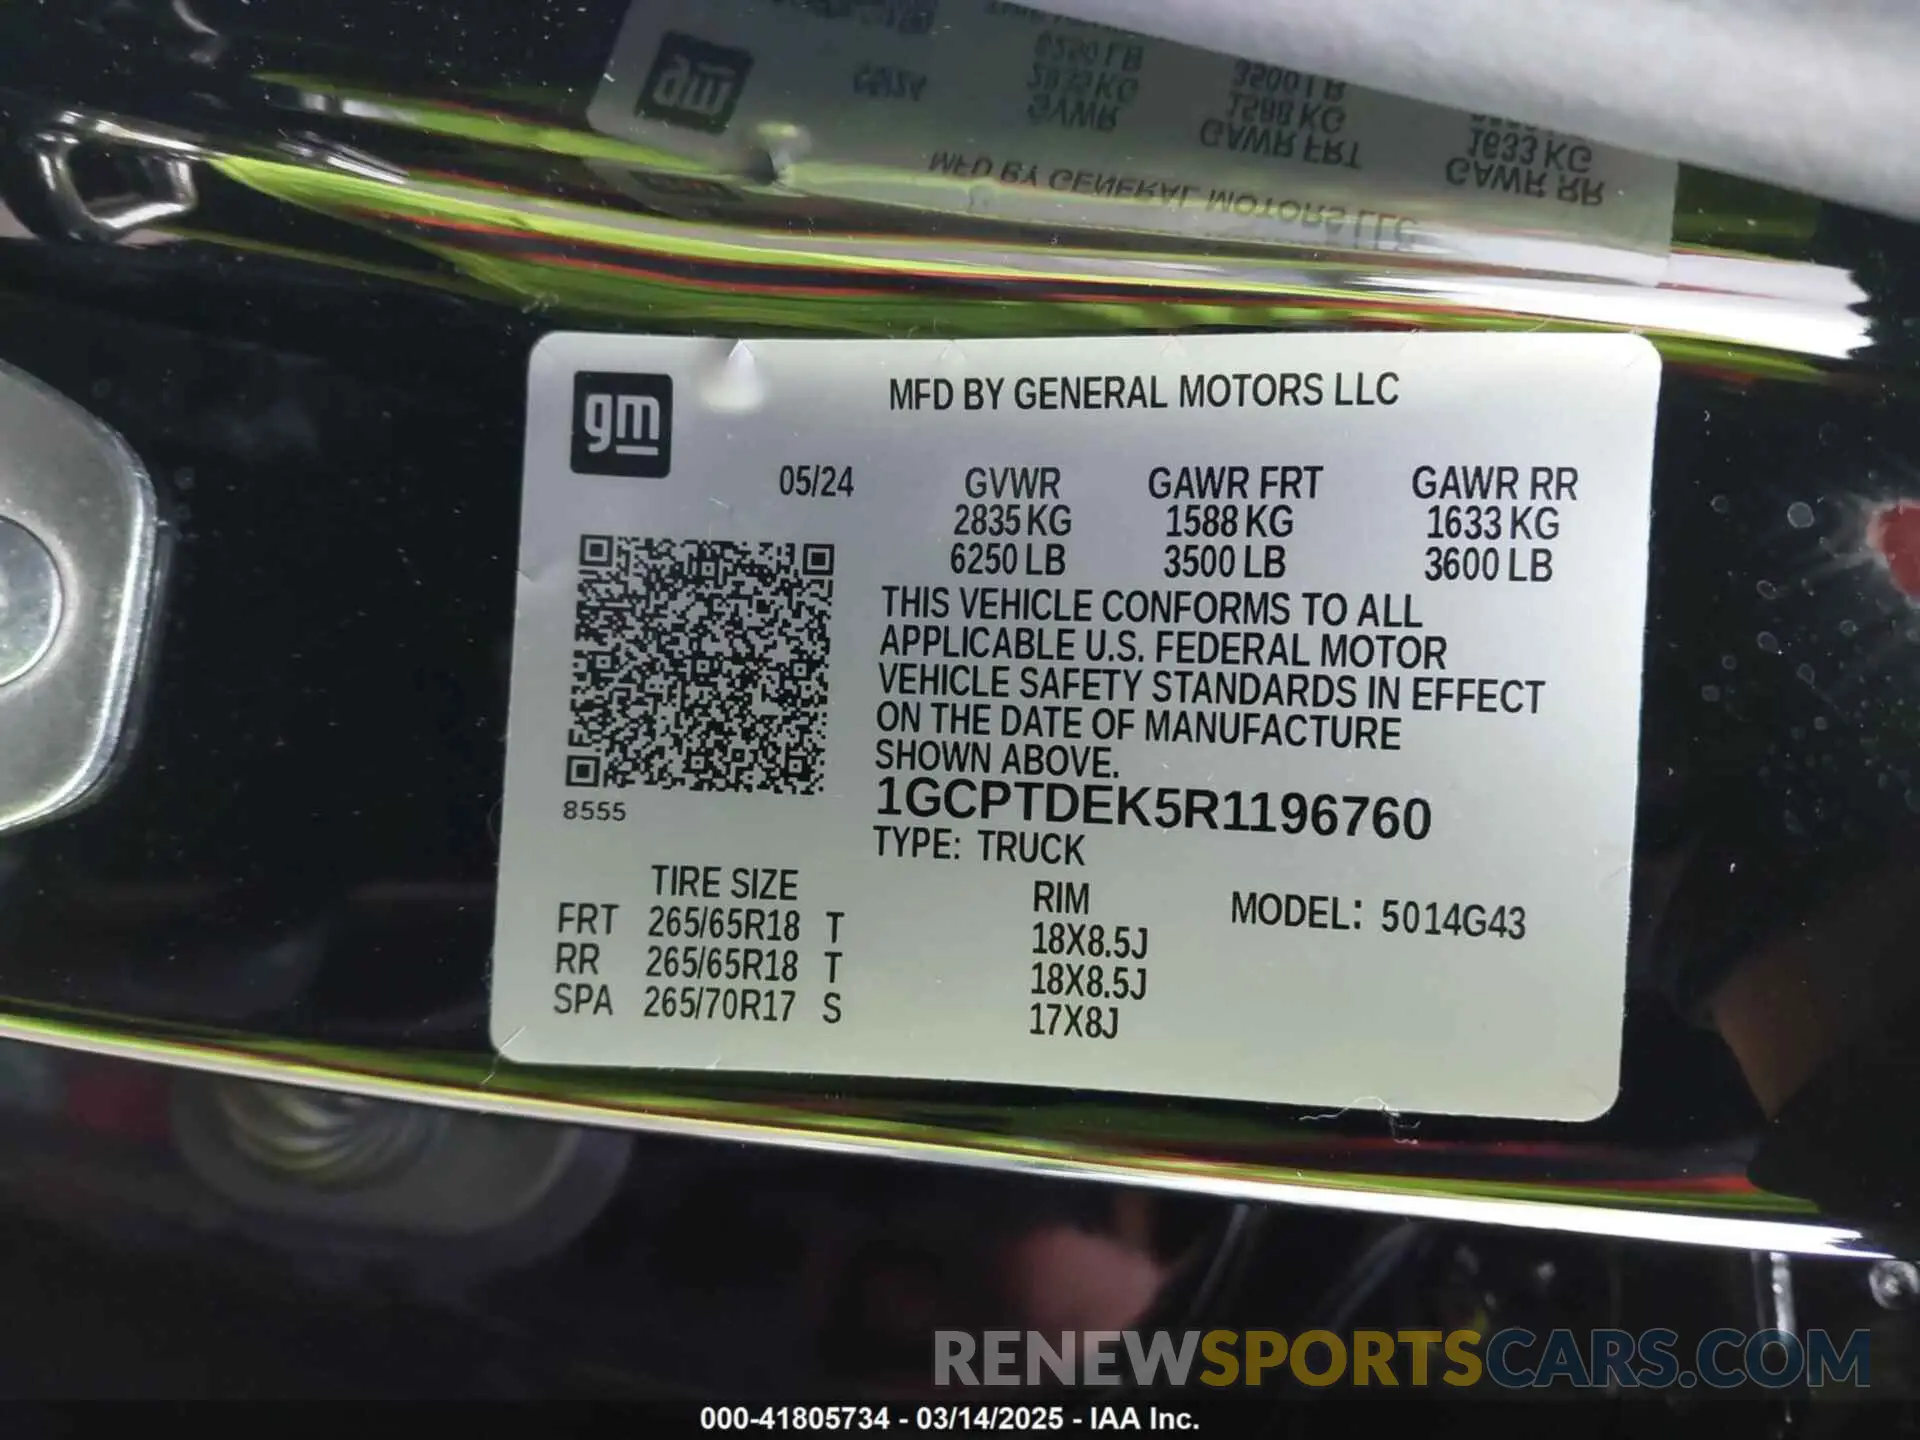 gm
MFD BY GENERAL MOTORS LLC
05/24 GVWR GAWR FRT GAWR RR
2835 KG 1588 KG 1633 KG
6250 LB 3500 LB 3600 LB
THIS VEHICLE CONFORMS TO ALL
APPLICABLE U.S. FEDERAL MOTOR
VEHICLE SAFETY STANDARDS IN EFFECT
ON THE DATE OF MANUFACTURE
SHOWN ABOVE.
8555
1GCPTDEK5R1196760
TYPE: TRUCK
TIRE SIZE RIM MODEL: 5014G43
FRT 265/65R18 T 18X8.5J
RR 265/65R18 T 18X8.5J
SPA 265/70R17 S 17X8J
RENEWSPORTSCARS.COM
000-41805734 - 03/14/2025 - IAA Inc.